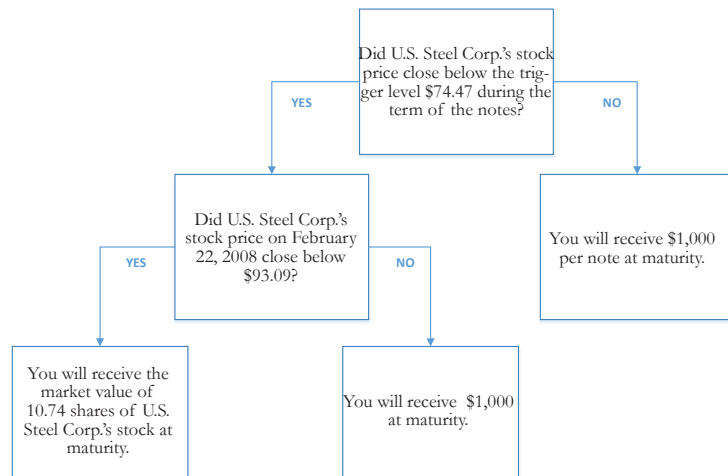 Did U.S. Steel Corp.'s stock
price close below the trig-
ger level $74.47 during the
term of the notes?
YES
NO
Did U.S. Steel Corp.'s
stock price on February
22, 2008 close below
$93.09?
You will receive $1,000
per note at maturity.
YES
NO
You will receive the
market value of
10.74 shares of U.S.
Steel Corp.'s stock at
maturity.
You will receive $1,000
at maturity.